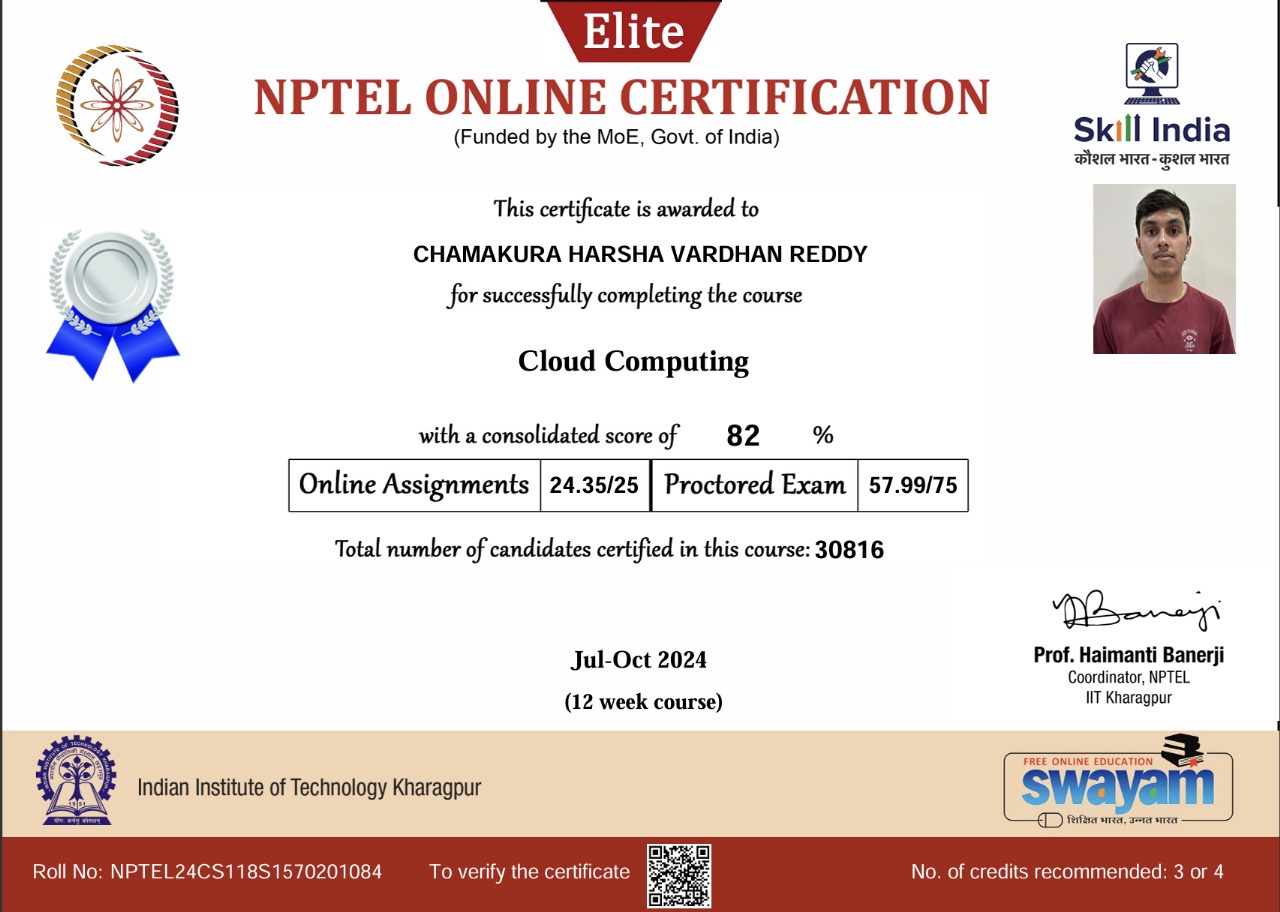 Elite
NPTEL ONLINE CERTIFICATION
(Funded by the MoE, Govt. of India)
Skill India
कौशल भारत - कुशल भारत
This certificate is awarded to
CHAMAKURA HARSHA VARDHAN REDDY
for successfully completing the course
Cloud Computing
with a consolidated score of 82 %
Online Assignments 24.35/25 Proctored Exam 57.99/75
Total number of candidates certified in this course: 30816
Prof. Haimanti Banerji
Coordinator, NPTEL
IIT Kharagpur
Jul-Oct 2024
(12 week course)
Indian Institute of Technology Kharagpur
FREE ONLINE EDUCATION
swayam
शिक्षित भारत, उन्नत भारत
Roll No: NPTEL24CS118S1570201084 To verify the certificate No. of credits recommended: 3 or 4